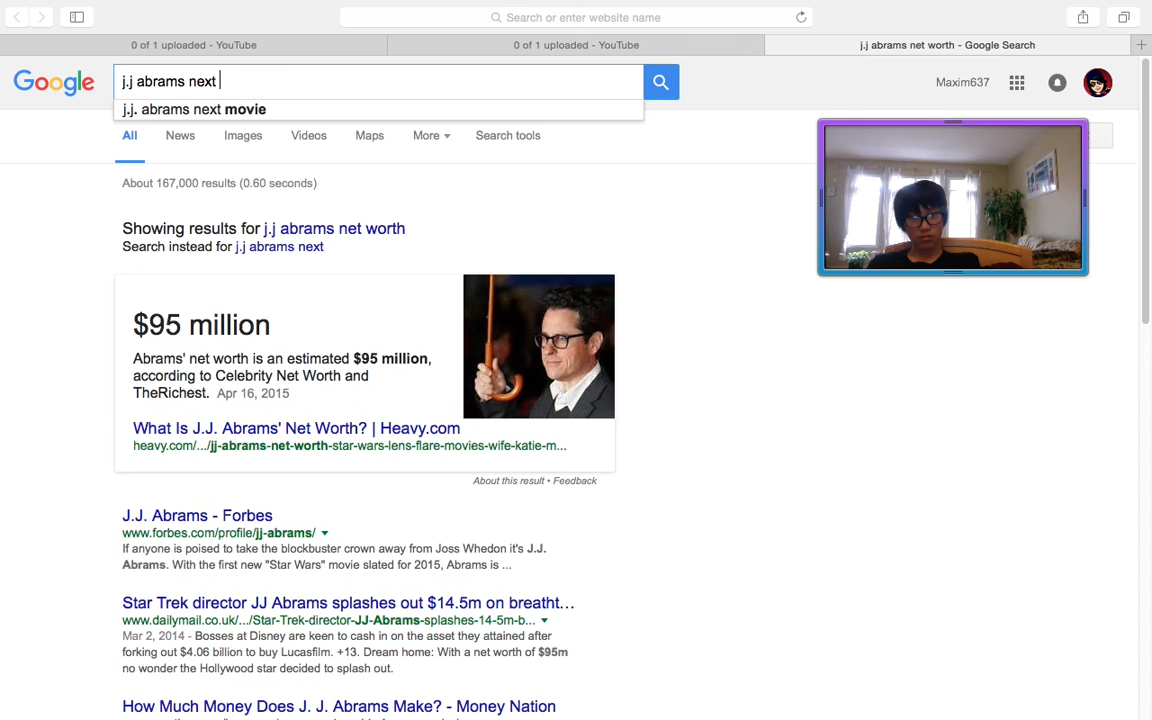 Search or enter website name
0 of 1 uploaded - YouTube
0 of 1 uploaded - YouTube
j.j abrams net worth - Google Search
Google
j.j abrams next
Maxim637
j.j. abrams next movie
All
News
Images
Videos
Maps
More
Search tools
About 167,000 results (0.60 seconds)
Showing results for j.j abrams net worth
Search instead for j.j abrams next
$95 million
Abrams' net worth is an estimated $95 million,
according to Celebrity Net Worth and
TheRichest. Apr 16, 2015
What Is J.J. Abrams' Net Worth? | Heavy.com
heavy.com/.../jj-abrams-net-worth-star-wars-lens-flare-movies-wife-katie-m...
About this result • Feedback
J.J. Abrams - Forbes
www.forbes.com/profile/jj-abrams/
If anyone is poised to take the blockbuster crown away from Joss Whedon it's J.J.
Abrams. With the first new "Star Wars" movie slated for 2015, Abrams is ...
Star Trek director JJ Abrams splashes out $14.5m on breatht...
www.dailymail.co.uk/.../Star-Trek-director-JJ-Abrams-splashes-14-5m-b...
Mar 2, 2014 - Bosses at Disney are keen to cash in on the asset they attained after
forking out $4.06 billion to buy Lucasfilm. +13. Dream home: With a net worth of $95m
no wonder the Hollywood star decided to splash out.
How Much Money Does J. J. Abrams Make? - Money Nation